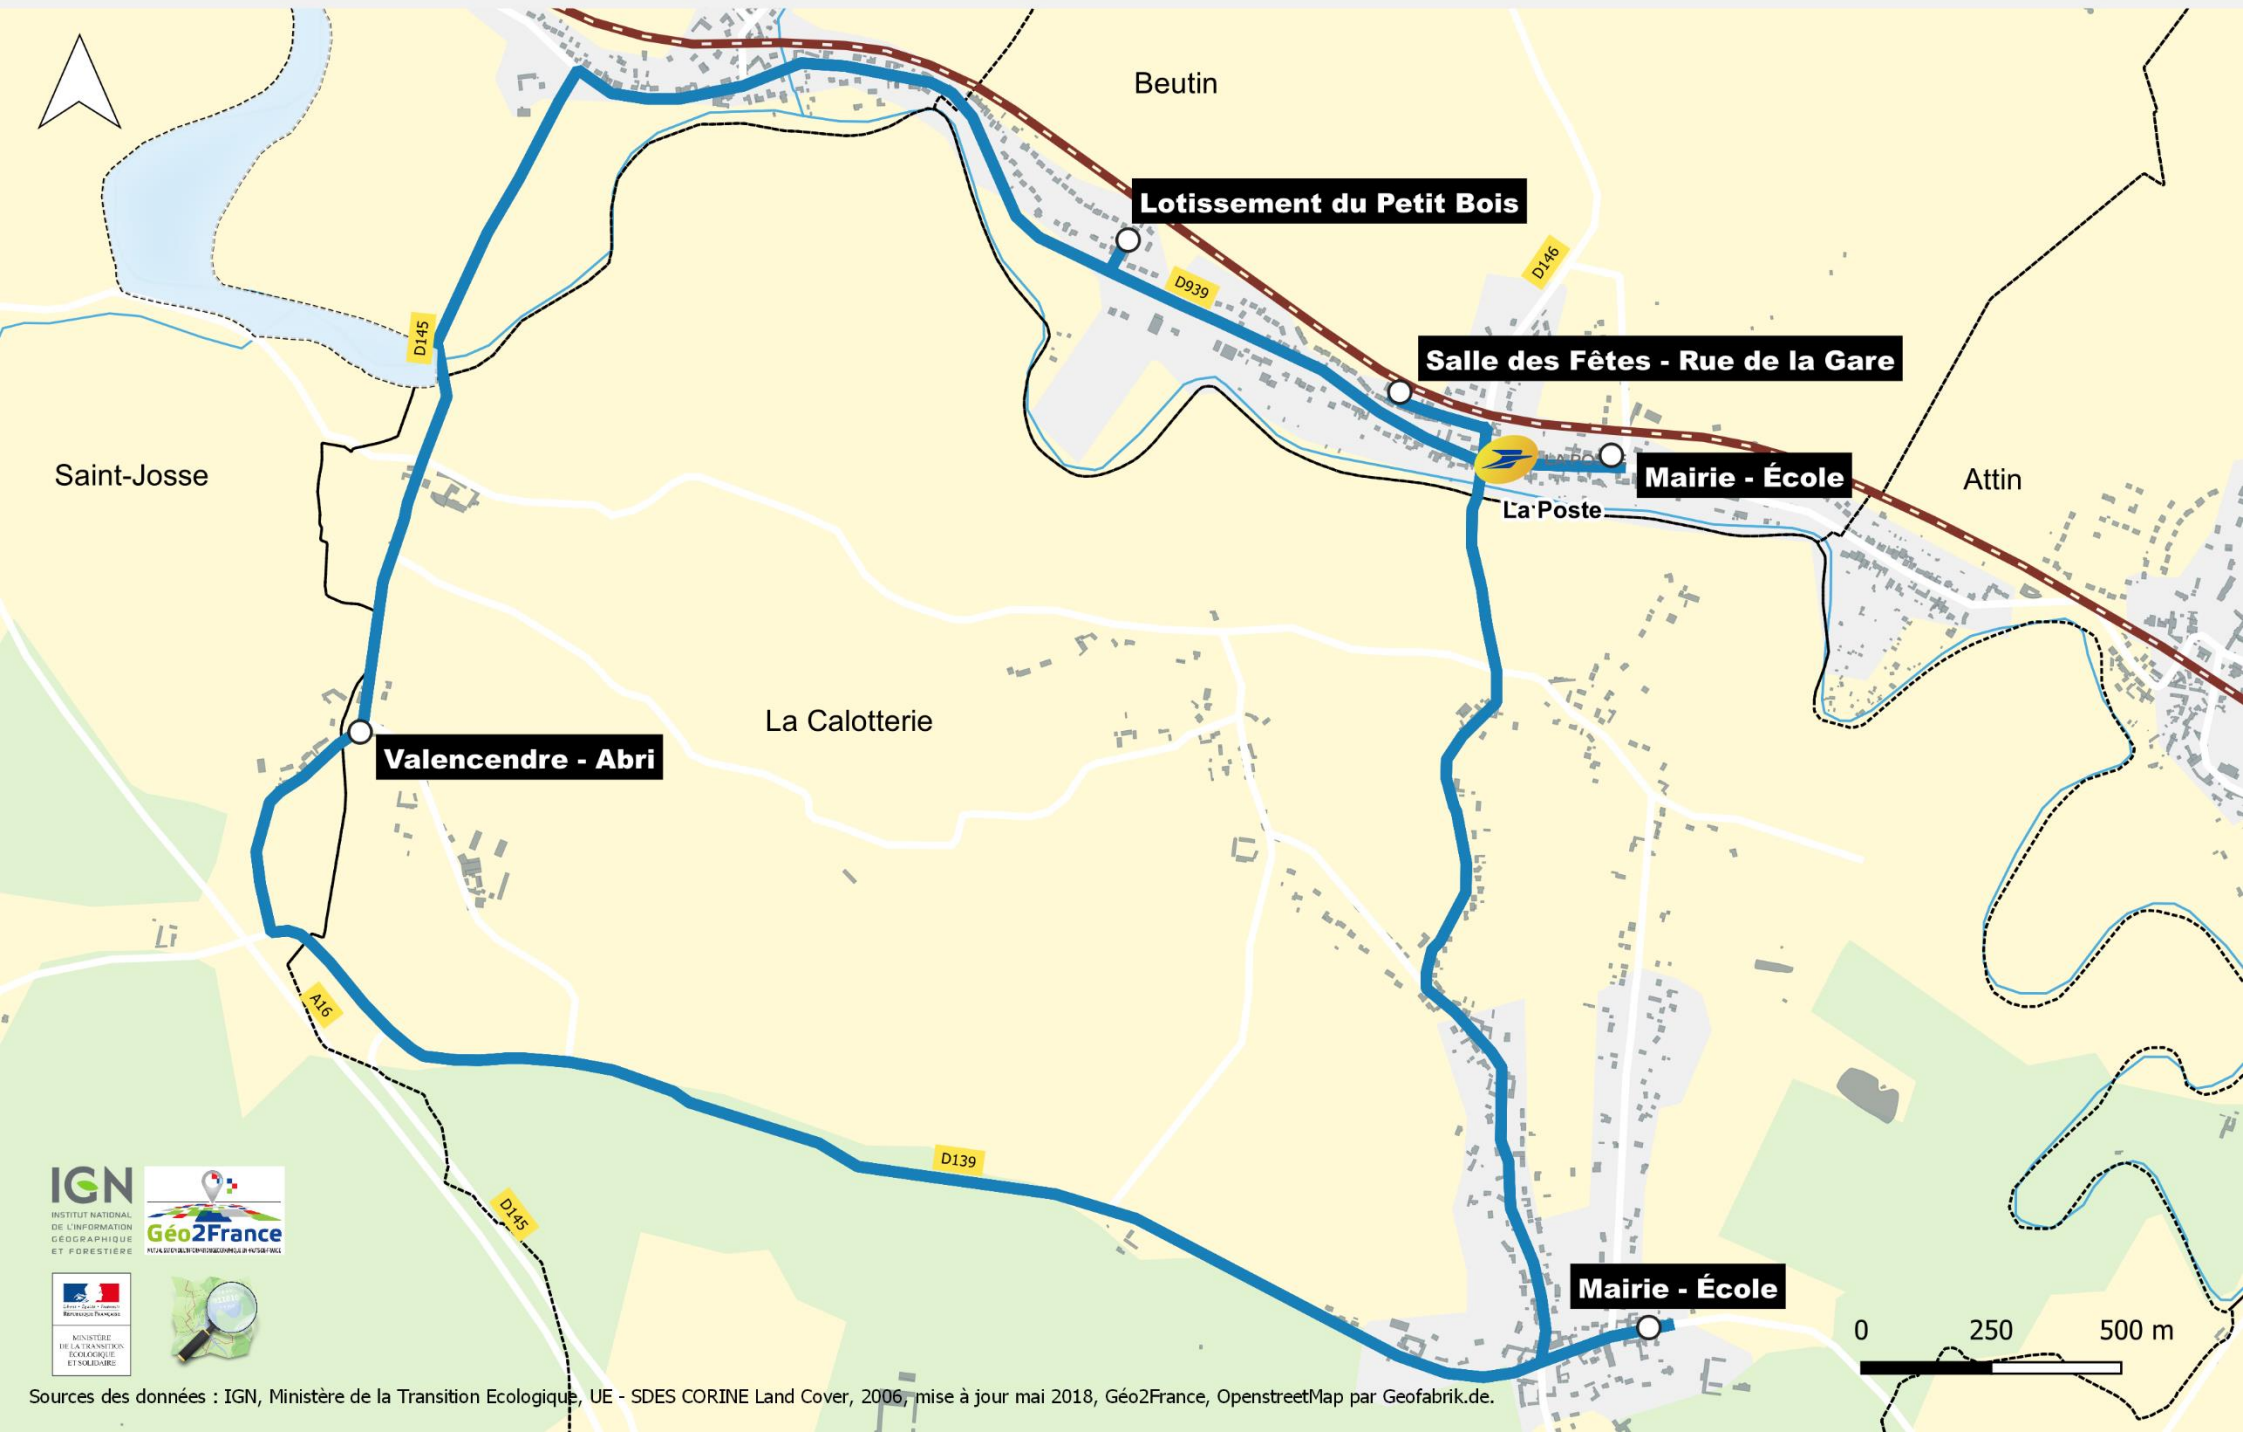 Beutin
Lotissement du Petit Bois
D939
D146
D145
Salle des Fêtes - Rue de la Gare
Saint-Josse
Mairie - École
Attin
La Poste
La Calotterie
Valencendre - Abri
A16
D139
D145
IGN
INSTITUT NATIONAL
DE L'INFORMATION
GÉOGRAPHIQUE
ET FORESTIÈRE
Géo2France
Mairie - École
0 250 500 m
RÉPUBLIQUE FRANÇAISE
MINISTÈRE
DE LA TRANSITION
ÉCOLOGIQUE
ET SOLIDAIRE
Sources des données : IGN, Ministère de la Transition Ecologique, UE - SDES CORINE Land Cover, 2006, mise à jour mai 2018, Géo2France, OpenstreetMap par Geofabrik.de.